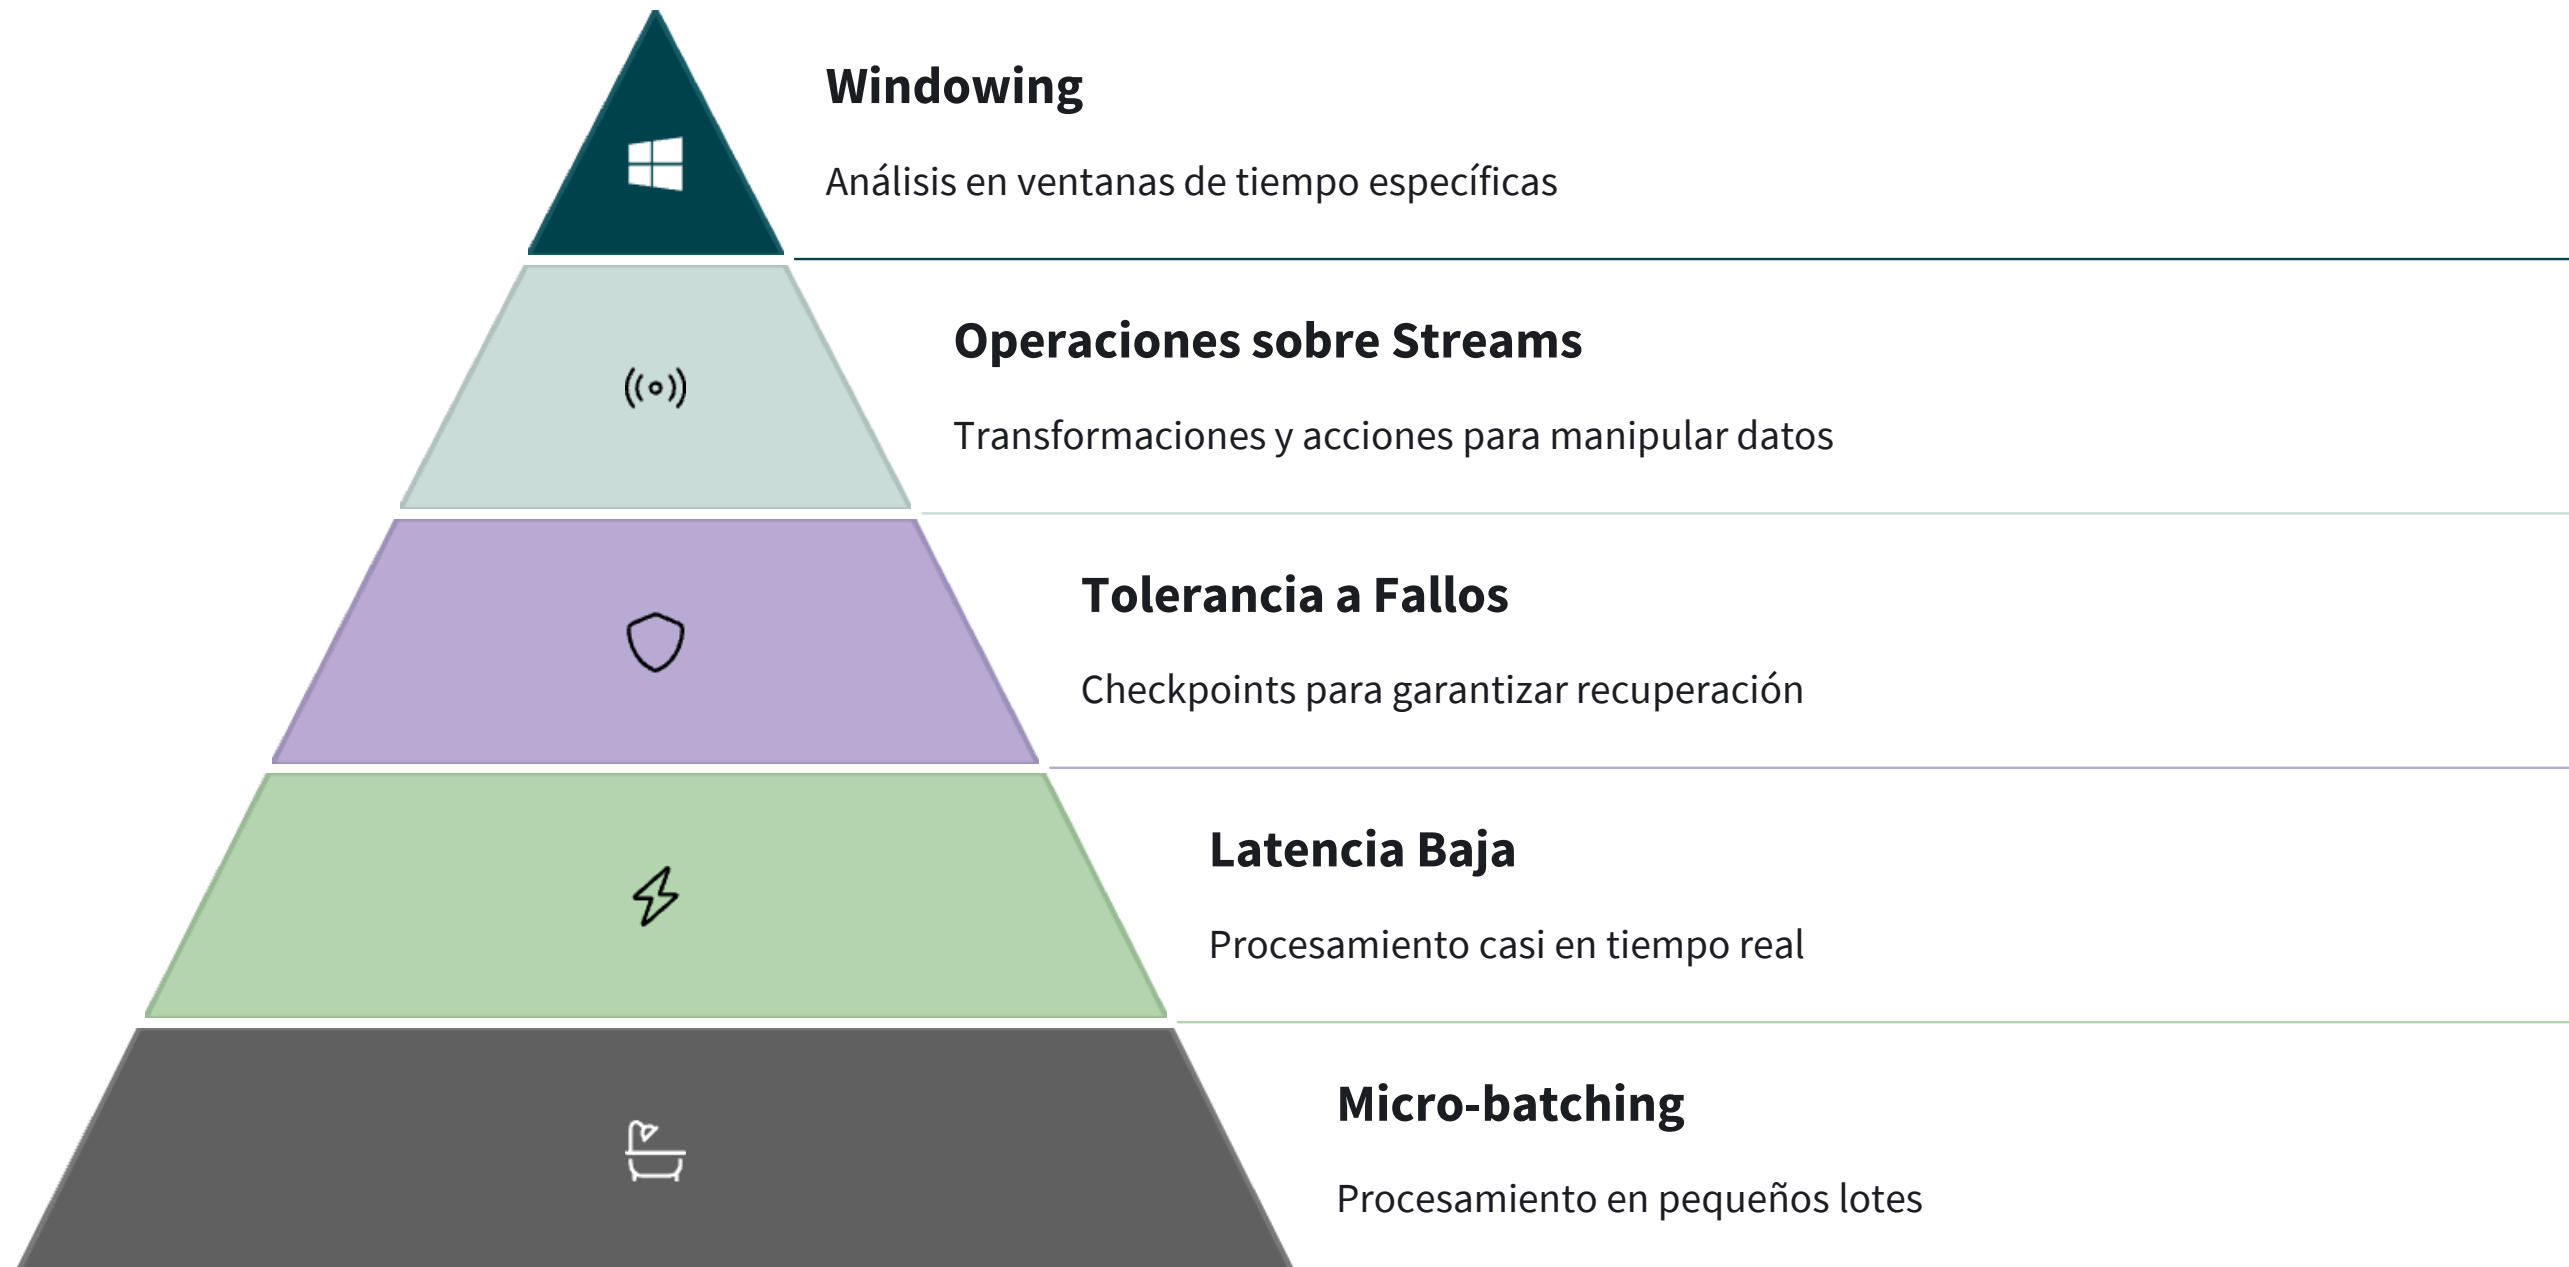 Windowing
Análisis en ventanas de tiempo específicas
Operaciones sobre Streams
Transformaciones y acciones para manipular datos
Tolerancia a Fallos
Checkpoints para garantizar recuperación
Latencia Baja
Procesamiento casi en tiempo real
Micro-batching
Procesamiento en pequeños lotes